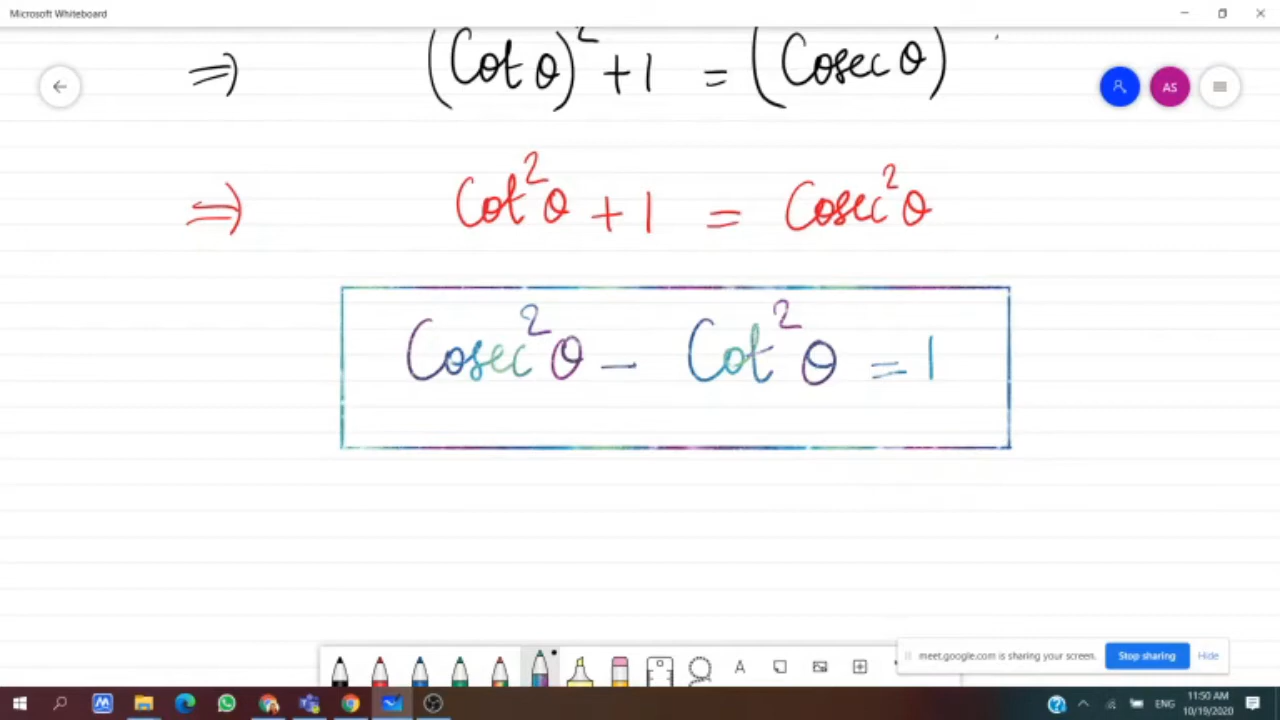 Microsoft Whiteboard
⇒ (Cot θ)² + 1 = (Cosec θ)
AS
⇒ Cot²θ + 1 = Cosec²θ
Cosec²θ – Cot²θ = 1
meet.google.com is sharing your screen. Stop sharing Hide
ENG 11:50 AM
10/19/2020